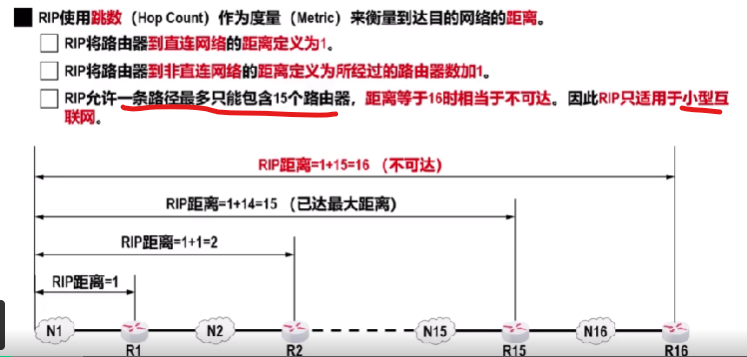 RIP使用跳数（Hop Count）作为度量（Metric）来衡量到达目的网络的距离。
RIP将路由器到直连网络的距离定义为1。
RIP将路由器到非直连网络的距离定义为所经过的路由器数加1。
RIP允许一条路径最多只能包含15个路由器，距离等于16时相当于不可达。因此RIP只适用于小型互
联网。
RIP距离=1+15=16 （不可达）
RIP距离=1+14=15 （已达最大距离）
RIP距离=1+1=2
RIP距离=1
N1 N2 N15 N16
R1 R2 R15 R16